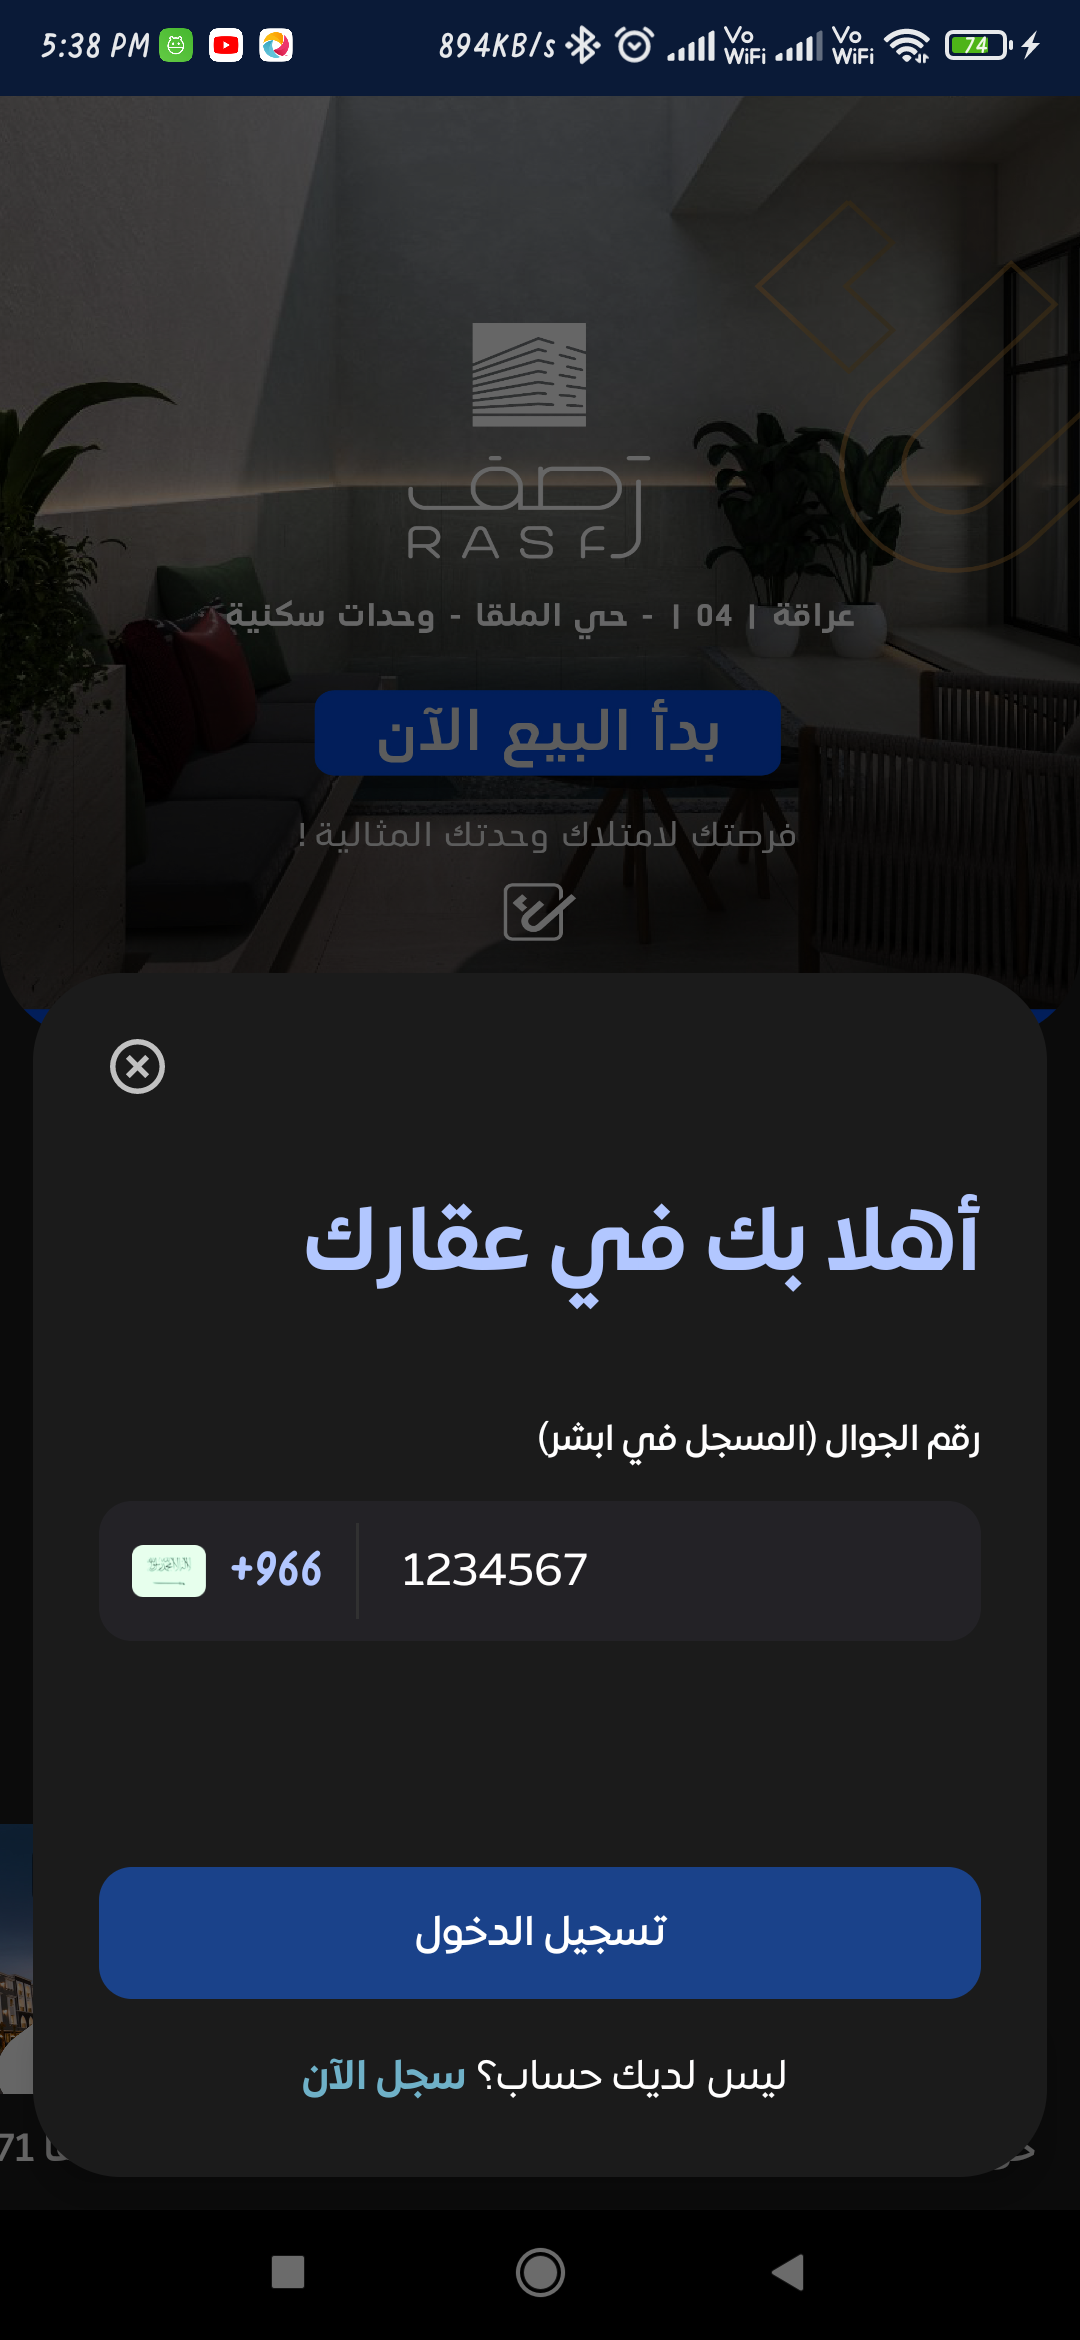 5:38 PM 894KB/s Vo WiFi Vo WiFi 74
رصف
RASF
عراقة | 04 | - حي الملقا - وحدات سكنية
بدأ البيع الآن
فرصتك لامتلاك وحدتك المثالية !
أهلا بك في عقارك
رقم الجوال (المسجل في ابشر)
+966 1234567
تسجيل الدخول
ليس لديك حساب؟ سجل الآن
71